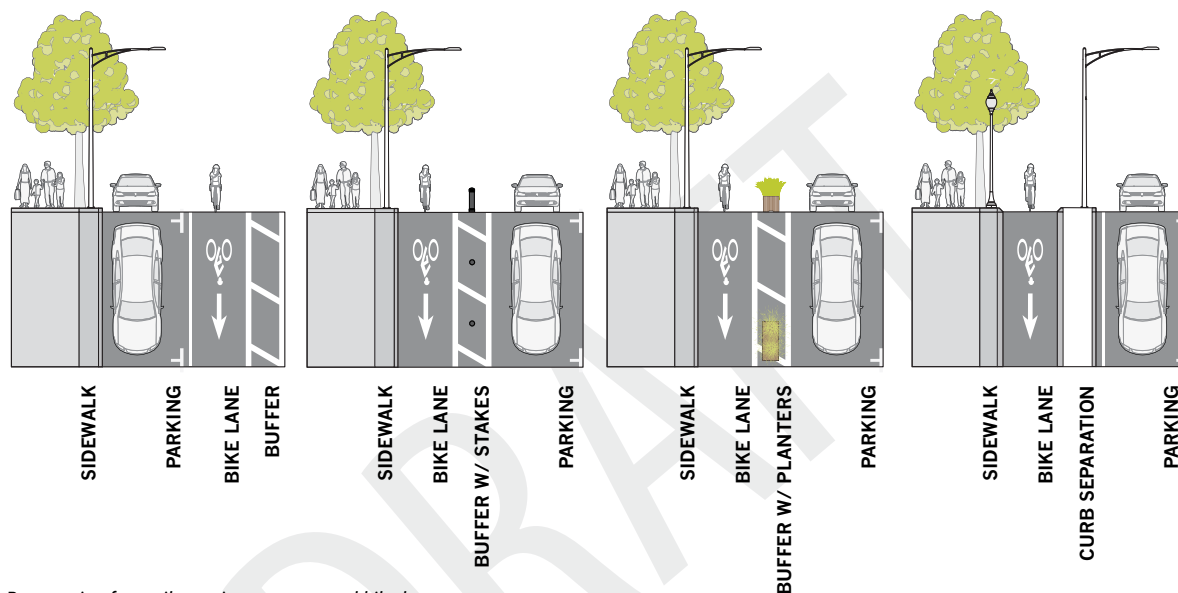 SIDEWALK
PARKING
BIKE LANE
BUFFER
SIDEWALK
BIKE LANE
BUFFER W/ STAKES
PARKING
SIDEWALK
BIKE LANE
BUFFER W/ PLANTERS
PARKING
SIDEWALK
BIKE LANE
CURB SEPARATION
PARKING
DRAFT